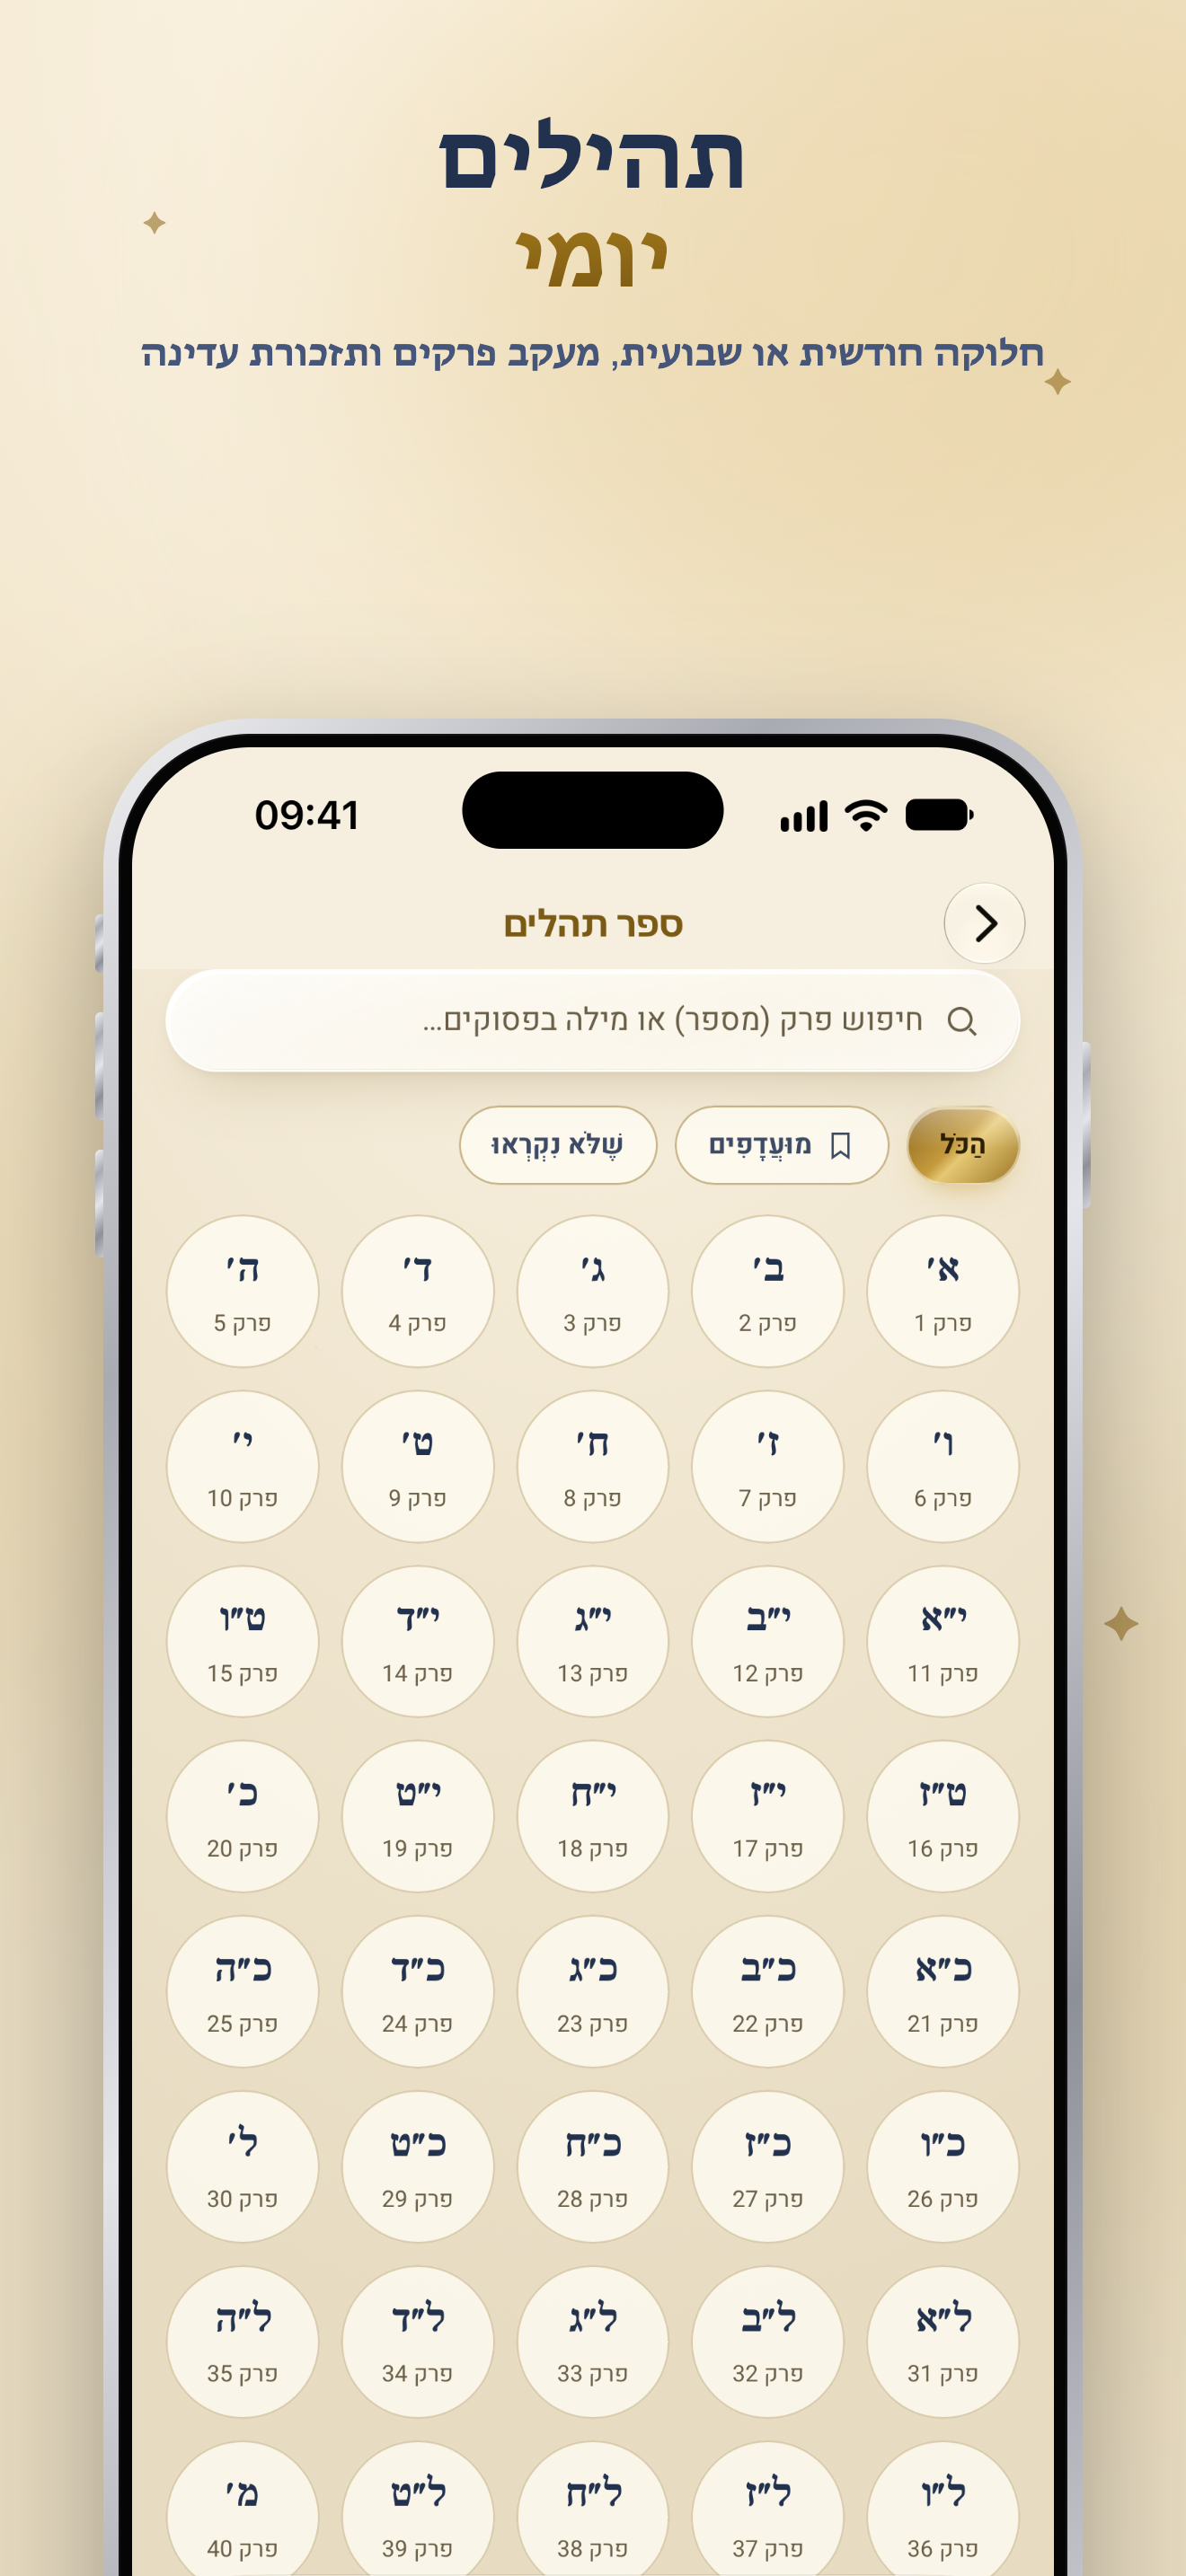 תהילים
יומי
חלוקה חודשית או שבועית, מעקב פרקים ותזכורת עדינה
09:41
ספר תהלים
חיפוש פרק (מספר) או מילה בפסוקים...
הַכֹּל מוּעֲדָפִים שֶׁלֹּא נִקְרְאוּ
א׳ ב׳ ג׳ ד׳ ה׳
פרק 1 פרק 2 פרק 3 פרק 4 פרק 5
ו׳ ז׳ ח׳ ט׳ י׳
פרק 6 פרק 7 פרק 8 פרק 9 פרק 10
י״א י״ב י״ג י״ד ט״ו
פרק 11 פרק 12 פרק 13 פרק 14 פרק 15
ט״ז י״ז י״ח י״ט כ׳
פרק 16 פרק 17 פרק 18 פרק 19 פרק 20
כ״א כ״ב כ״ג כ״ד כ״ה
פרק 21 פרק 22 פרק 23 פרק 24 פרק 25
כ״ו כ״ז כ״ח כ״ט ל׳
פרק 26 פרק 27 פרק 28 פרק 29 פרק 30
ל״א ל״ב ל״ג ל״ד ל״ה
פרק 31 פרק 32 פרק 33 פרק 34 פרק 35
ל״ו ל״ז ל״ח ל״ט מ׳
פרק 36 פרק 37 פרק 38 פרק 39 פרק 40